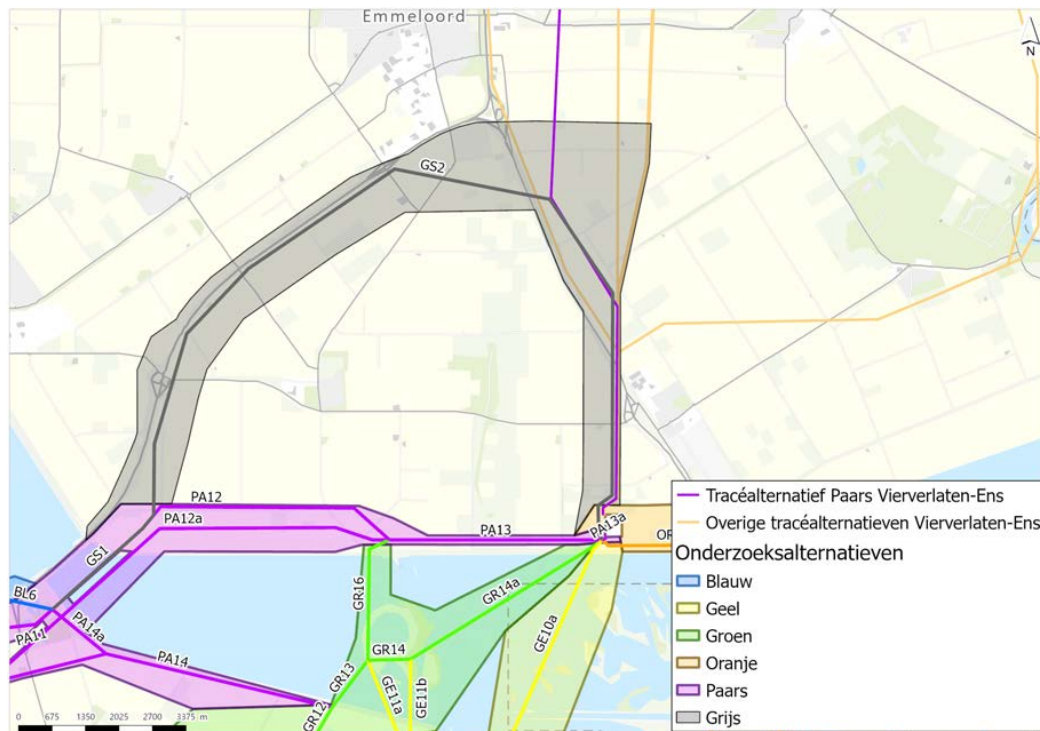 Emmeloord
N
GS2
PA12
PA12a
PA13
PA13a
OR
GS1
BL6
PA11
PA14a
PA14
GR16
GR14a
GR14
GR13
GR12
GE10a
GE11a
GE11b
Tracéalternatief Paars Vierverlaten-Ens
Overige tracéalternatieven Vierverlaten-Ens
Onderzoeksalternatieven
Blauw
Geel
Groen
Oranje
Paars
Grijs
0 675 1350 2025 2700 3375 m